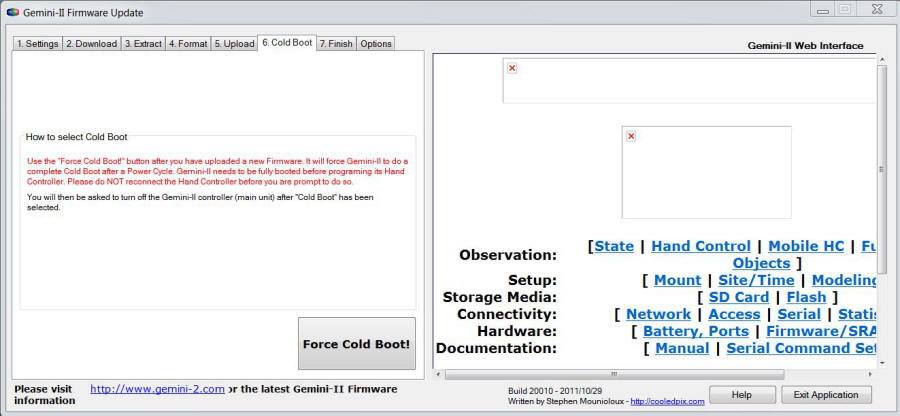 Gemini-II Firmware Update
1. Settings 2. Download 3. Extract 4. Format 5. Upload 6. Cold Boot 7. Finish Options
How to select Cold Boot
Use the "Force Cold Boot!" button after you have uploaded a new Firmware. It will force Gemini-II to do a
complete Cold Boot after a Power Cycle. Gemini-II needs to be fully booted before programing its Hand
Controller. Please do NOT reconnect the Hand Controller before you are prompt to do so.
You will then be asked to turn off the Gemini-II controller (main unit) after "Cold Boot" has been
selected.
Force Cold Boot!
Gemini-II Web Interface
Observation: [State | Hand Control | Mobile HC | Fu
Objects ]
Setup: [ Mount | Site/Time | Modeling
Storage Media: [ SD Card | Flash ]
Connectivity: [ Network | Access | Serial | Statis
Hardware: [ Battery, Ports | Firmware/SRA
Documentation: [ Manual | Serial Command Set
Please visit http://www.gemini-2.com or the latest Gemini-II Firmware
information
Build 20010 - 2011/10/29
Written by Stephen Mounioloux - http://cooledpix.com
Help
Exit Application